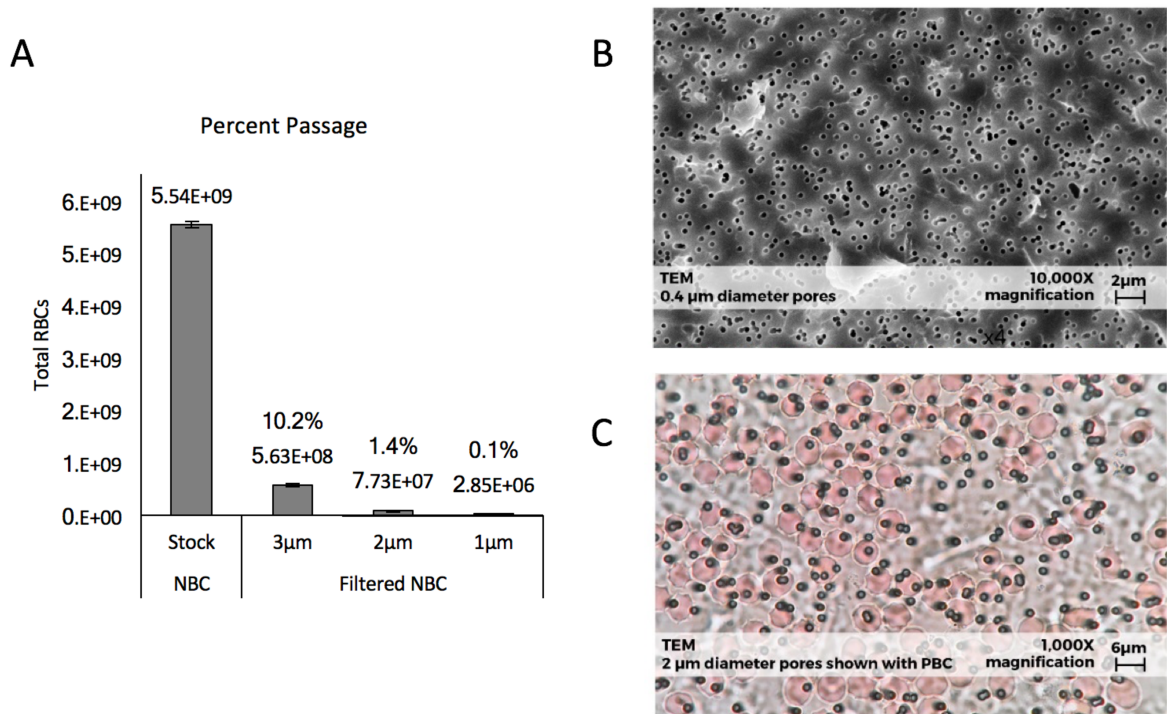 A
Percent Passage
Total RBCs
6.E+09
5.E+09
4.E+09
3.E+09
2.E+09
1.E+09
0.E+00
5.54E+09
10.2%
5.63E+08
1.4%
7.73E+07
0.1%
2.85E+06
Stock 3µm 2µm 1µm
NBC Filtered NBC
B
TEM 10,000X 2µm
0.4 µm diameter pores magnification
x4
C
TEM 1,000X 6µm
2 µm diameter pores shown with PBC magnification